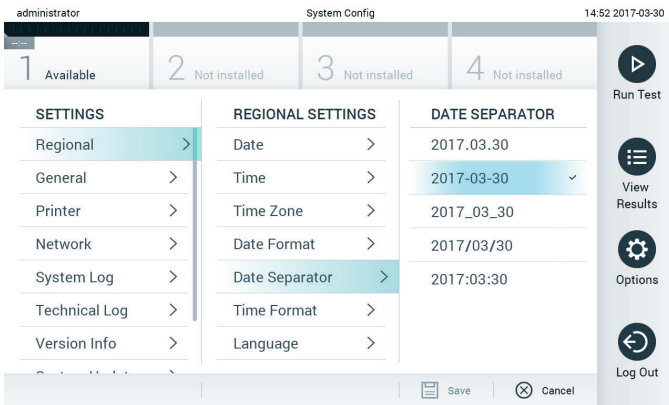 administrator System Config 14:52 2017-03-30
--:--
1 Available 2 Not installed 3 Not installed 4 Not installed
Run Test
SETTINGS REGIONAL SETTINGS DATE SEPARATOR
Regional Date 2017.03.30
General Time 2017-03-30
View Results
Printer Time Zone 2017_03_30
Network Date Format 2017/03/30
System Log Date Separator 2017:03:30
Options
Technical Log Time Format
Version Info Language
Log Out
Save Cancel